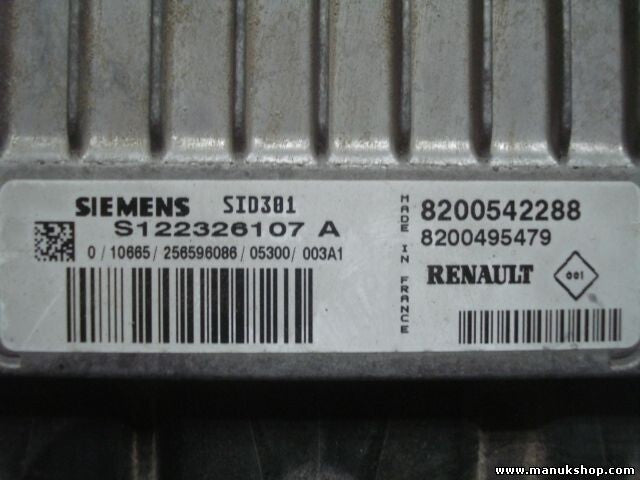 SIEMENS SID301
S122326107 A
0 / 10665 / 256596086 / 05300 / 003A1
MADE IN FRANCE
8200542288
8200495479
RENAULT 001
www.manukshop.com